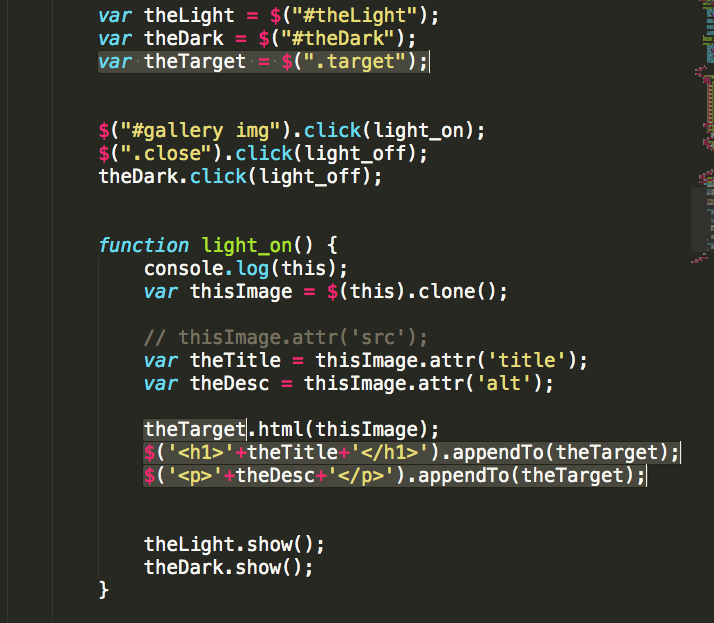 var theLight = $("#theLight");
var theDark = $("#theDark");
var theTarget = $(".target");
$("#gallery img").click(light_on);
$(".close").click(light_off);
theDark.click(light_off);
function light_on() {
console.log(this);
var thisImage = $(this).clone();
// thisImage.attr('src');
var theTitle = thisImage.attr('title');
var theDesc = thisImage.attr('alt');
theTarget.html(thisImage);
$('<h1>'+theTitle+'</h1>').appendTo(theTarget);
$('<p>'+theDesc+'</p>').appendTo(theTarget);
theLight.show();
theDark.show();
}